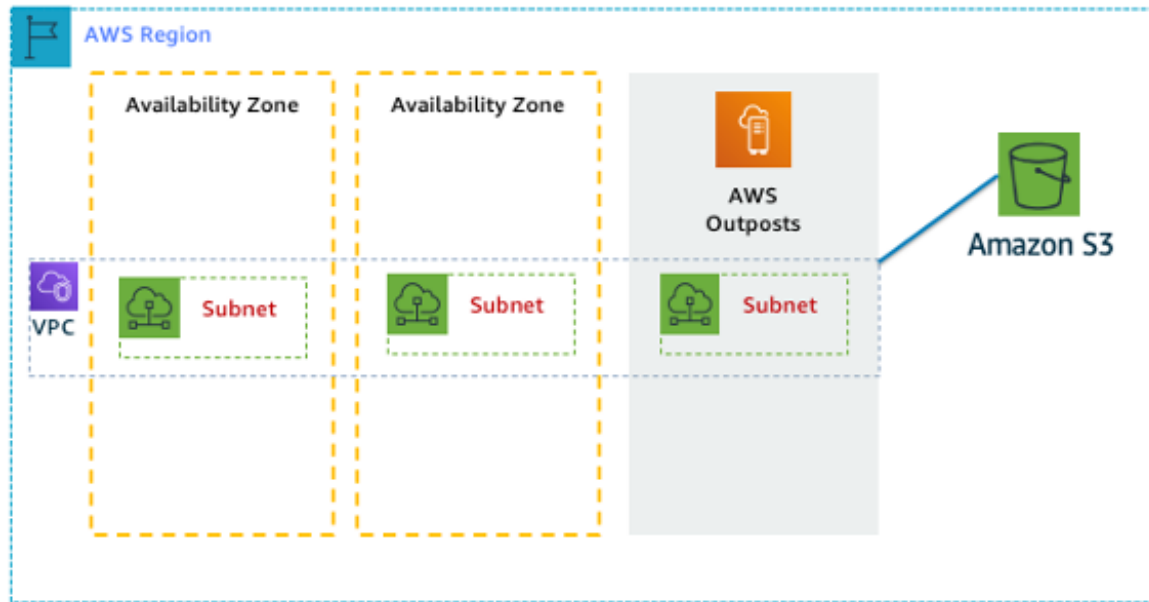 AWS Region
Availability Zone
Availability Zone
AWS
Outposts
Amazon S3
VPC
Subnet
Subnet
Subnet